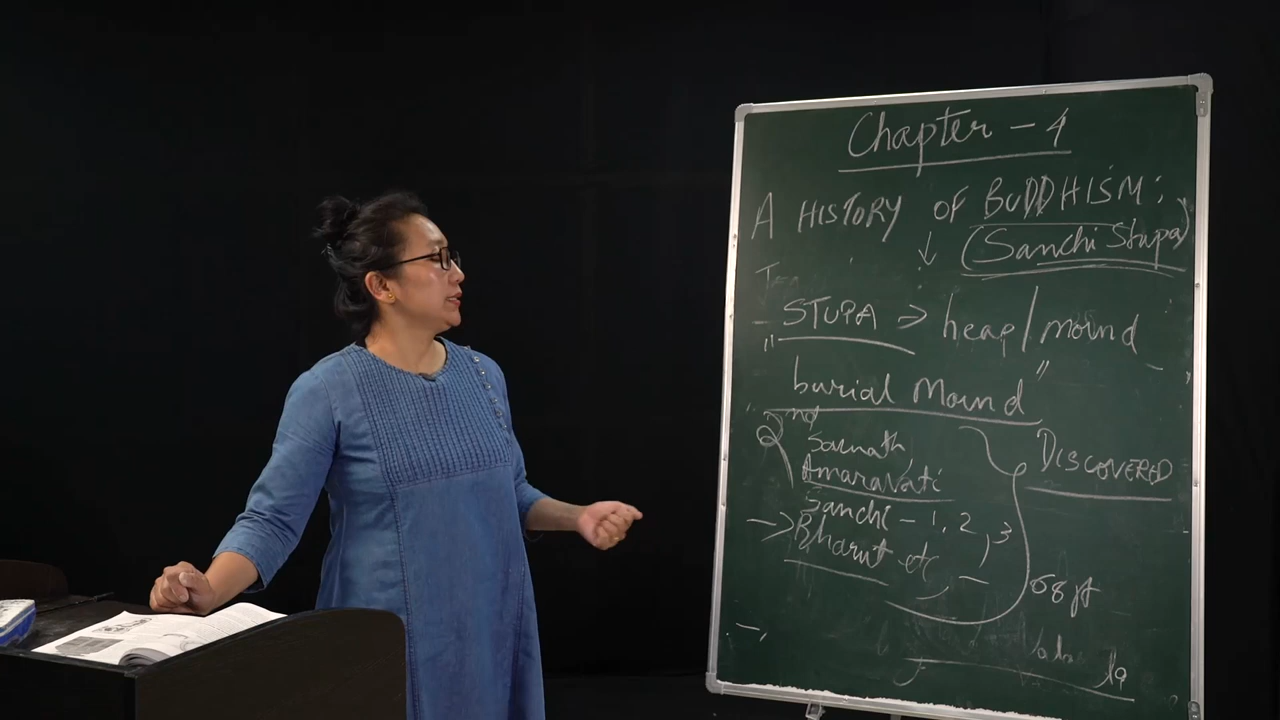 Chapter - 4
A HISTORY OF BUDDHISM:
↓ (Sanchi Stupa)
- STUPA => heap/mound
" burial Mound "
2nd
Sarnath,
Amaravati
Sanchi - 1, 2, 3
-> Bharut etc,
DISCOVERED